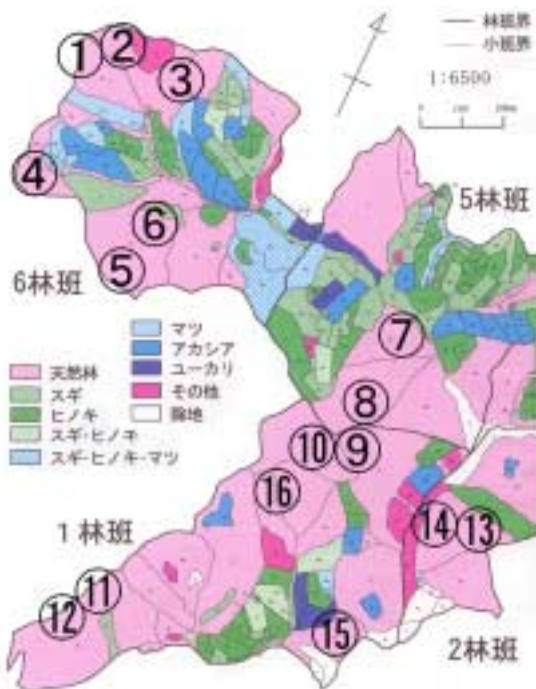 ①
②
③
林班界
小班界
1:6500
④
⑥
⑤
5林班
6林班
マツ
アカシア
ユーカリ
その他
除地
天然林
スギ
ヒノキ
スギ・ヒノキ
スギ・ヒノキ・マツ
⑦
⑧
⑩
⑨
⑯
⑭
⑬
1林班
⑪
⑫
⑮
2林班